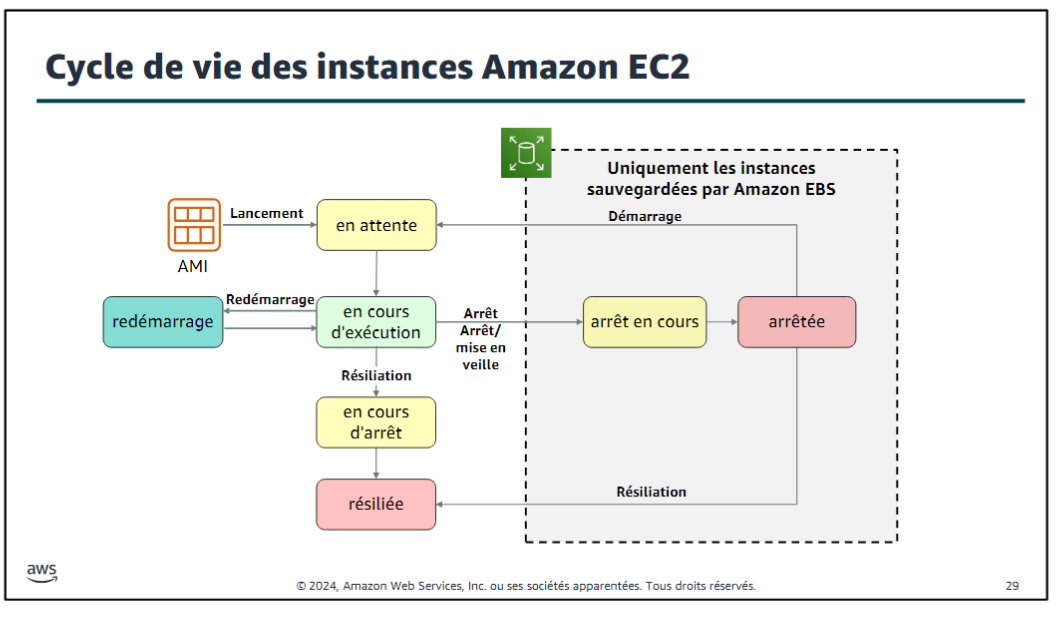 Cycle de vie des instances Amazon EC2
Uniquement les instances
sauvegardées par Amazon EBS
Lancement
en attente
Démarrage
AMI
redémarrage
Redémarrage
en cours
d'exécution
Arrêt
Arrêt/
mise en
veille
arrêt en cours
arrêtée
Résiliation
en cours
d'arrêt
résiliée
Résiliation
aws
© 2024, Amazon Web Services, Inc. ou ses sociétés apparentées. Tous droits réservés.
29